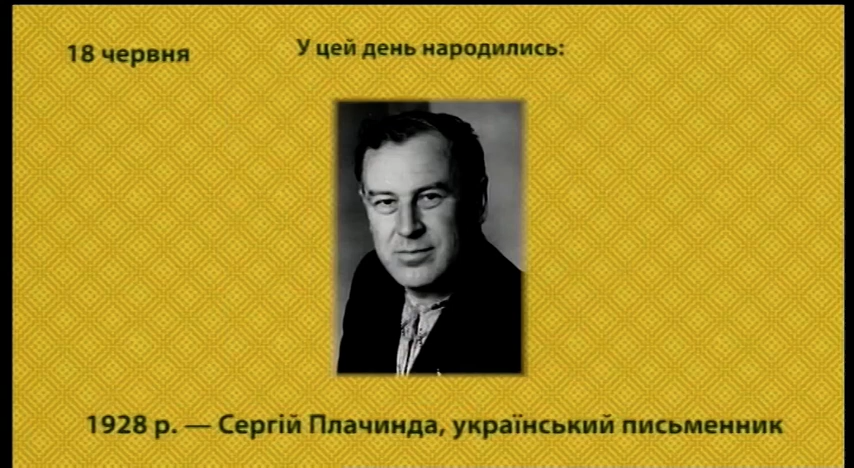 18 червня
У цей день народились:
1928 р. — Сергій Плачинда, український письменник